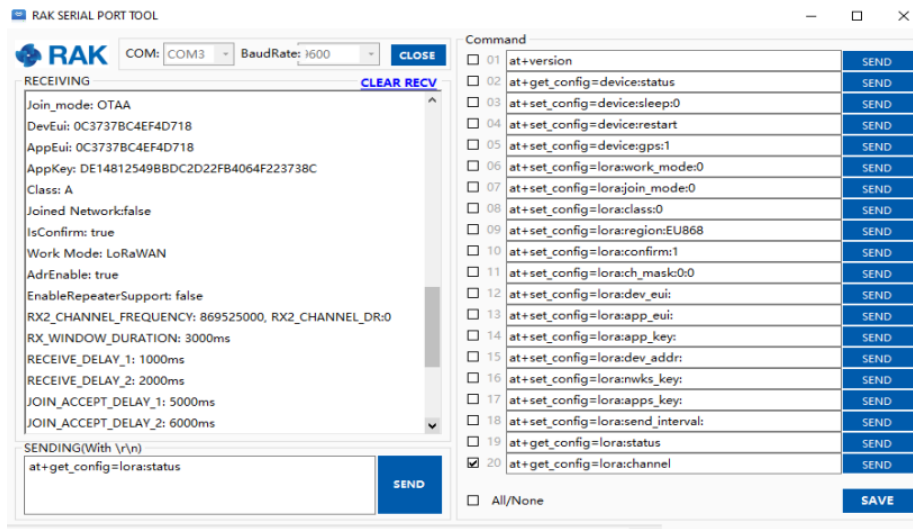 RAK SERIAL PORT TOOL
RAK COM: COM3 BaudRate: 9600 CLOSE
RECEIVING CLEAR RECV
Join_mode: OTAA
DevEui: 0C3737BC4EF4D718
AppEui: 0C3737BC4EF4D718
AppKey: DE14812549BBDC2D22FB4064F223738C
Class: A
Joined Network:false
IsConfirm: true
Work Mode: LoRaWAN
AdrEnable: true
EnableRepeaterSupport: false
RX2_CHANNEL_FREQUENCY: 869525000, RX2_CHANNEL_DR:0
RX_WINDOW_DURATION: 3000ms
RECEIVE_DELAY_1: 1000ms
RECEIVE_DELAY_2: 2000ms
JOIN_ACCEPT_DELAY_1: 5000ms
JOIN_ACCEPT_DELAY_2: 6000ms
SENDING(With \r\n)
at+get_config=lora:status
SEND
Command
01 at+version SEND
02 at+get_config=device:status SEND
03 at+set_config=device:sleep:0 SEND
04 at+set_config=device:restart SEND
05 at+set_config=device:gps:1 SEND
06 at+set_config=lora:work_mode:0 SEND
07 at+set_config=lora:join_mode:0 SEND
08 at+set_config=lora:class:0 SEND
09 at+set_config=lora:region:EU868 SEND
10 at+set_config=lora:confirm:1 SEND
11 at+set_config=lora:ch_mask:0:0 SEND
12 at+set_config=lora:dev_eui: SEND
13 at+set_config=lora:app_eui: SEND
14 at+set_config=lora:app_key: SEND
15 at+set_config=lora:dev_addr: SEND
16 at+set_config=lora:nwks_key: SEND
17 at+set_config=lora:apps_key: SEND
18 at+set_config=lora:send_interval: SEND
19 at+get_config=lora:status SEND
20 at+get_config=lora:channel SEND
All/None SAVE